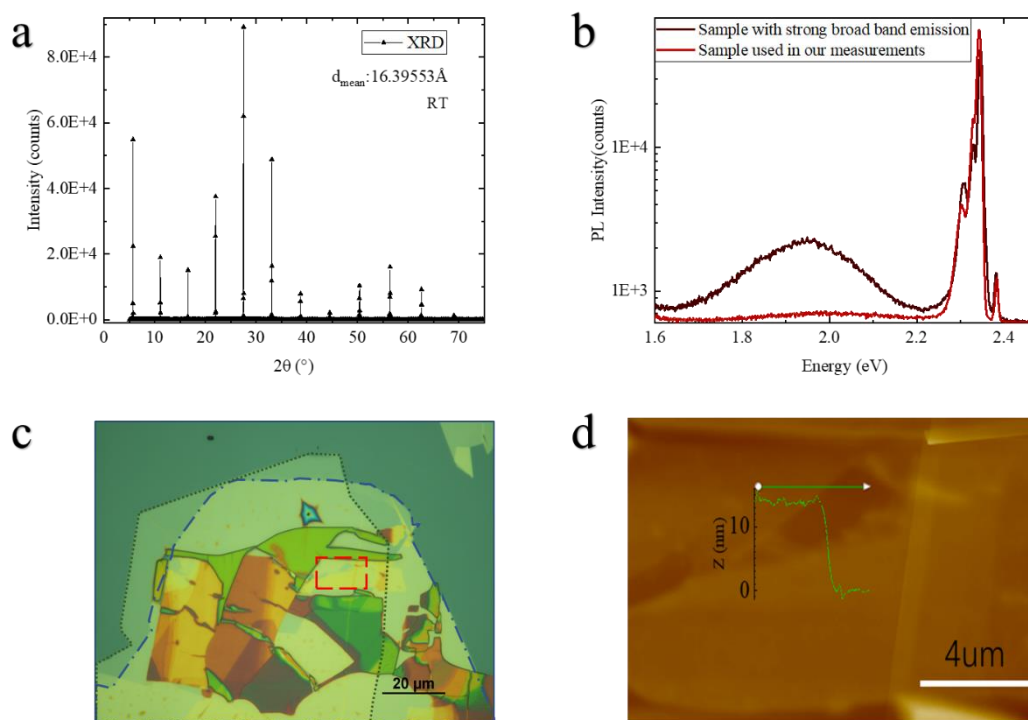 a
XRD
dmean:16.39553Å
RT
8.0E+4
6.0E+4
4.0E+4
2.0E+4
0.0E+0
Intensity (counts)
0 10 20 30 40 50 60 70
2θ (°)
b
Sample with strong broad band emission
Sample used in our measurements
1E+4
1E+3
PL Intensity(counts)
1.6 1.8 2.0 2.2 2.4
Energy (eV)
c
20 µm
d
10
0
Z (nm)
4um